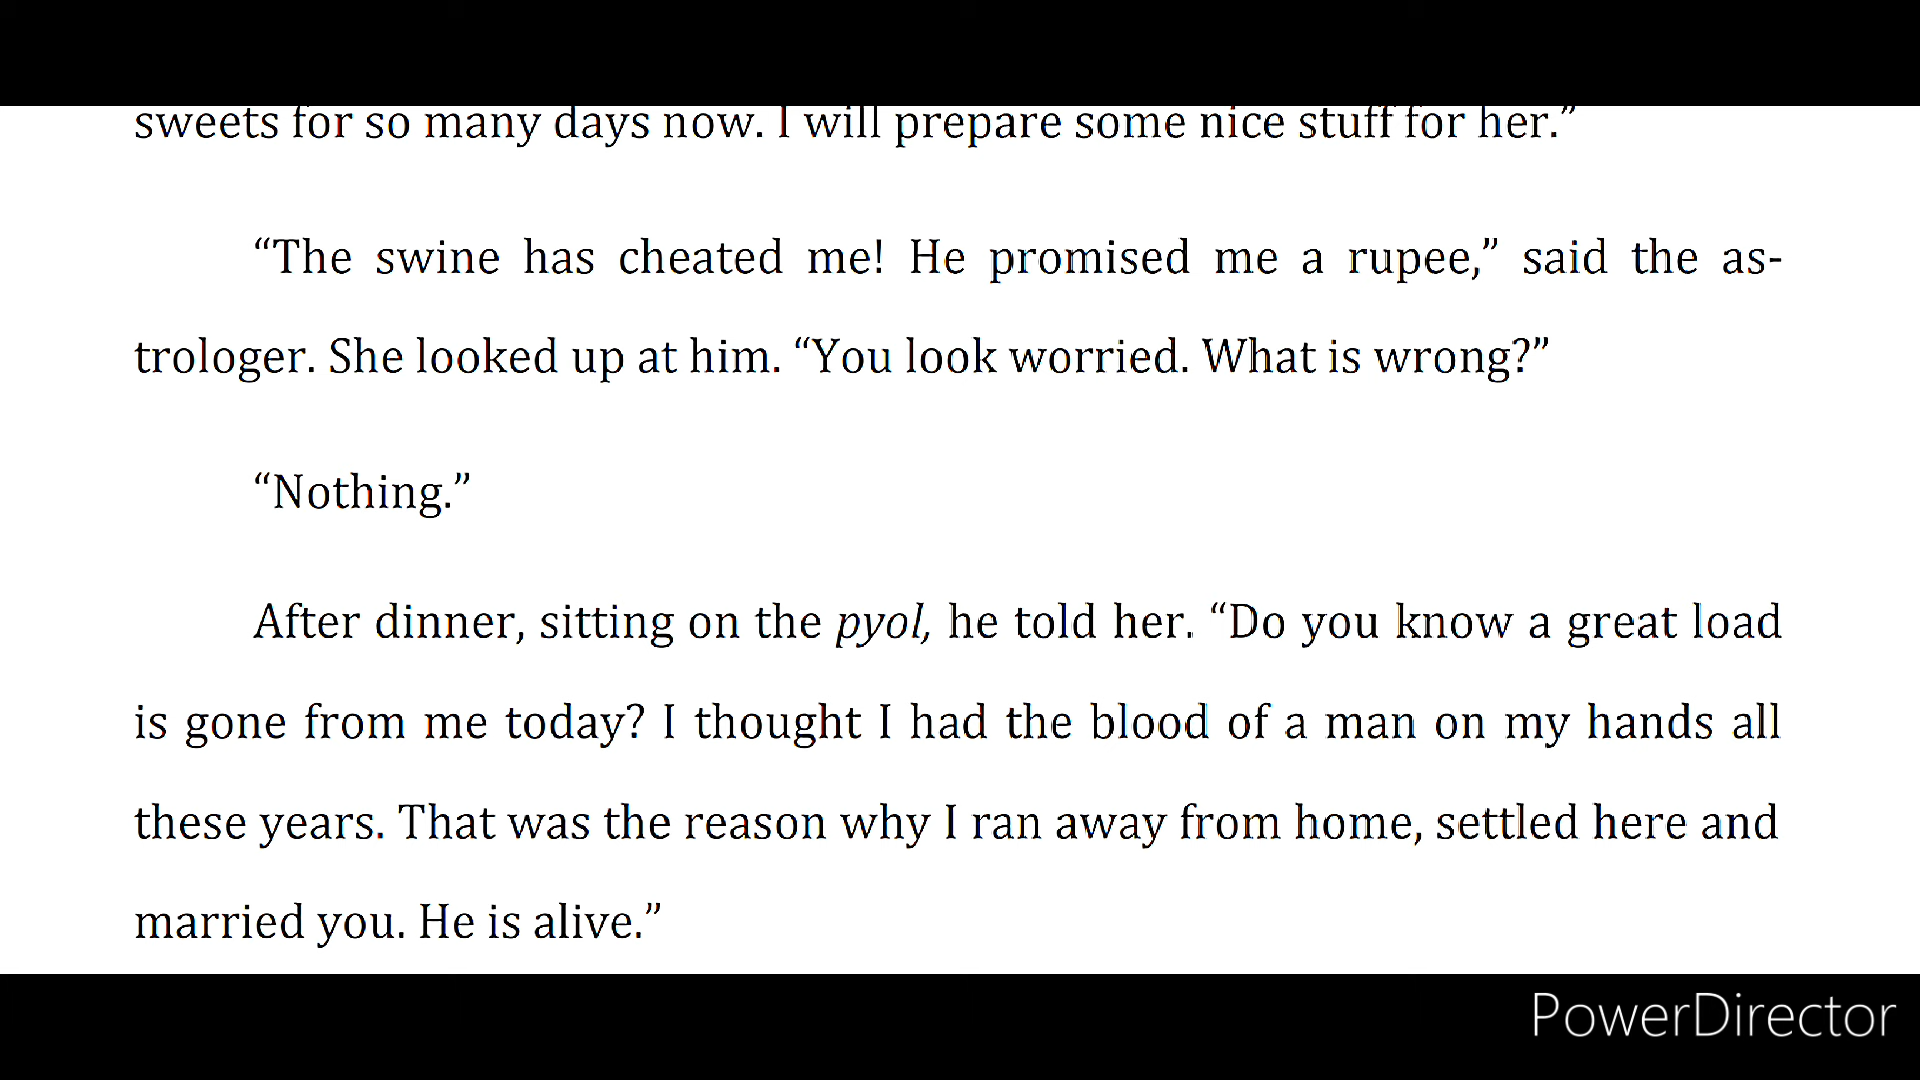 sweets for so many days now. I will prepare some nice stuff for her.”
“The swine has cheated me! He promised me a rupee,” said the as-
trologer. She looked up at him. “You look worried. What is wrong?”
“Nothing.”
After dinner, sitting on the pyol, he told her. “Do you know a great load
is gone from me today? I thought I had the blood of a man on my hands all
these years. That was the reason why I ran away from home, settled here and
married you. He is alive.”
PowerDirector